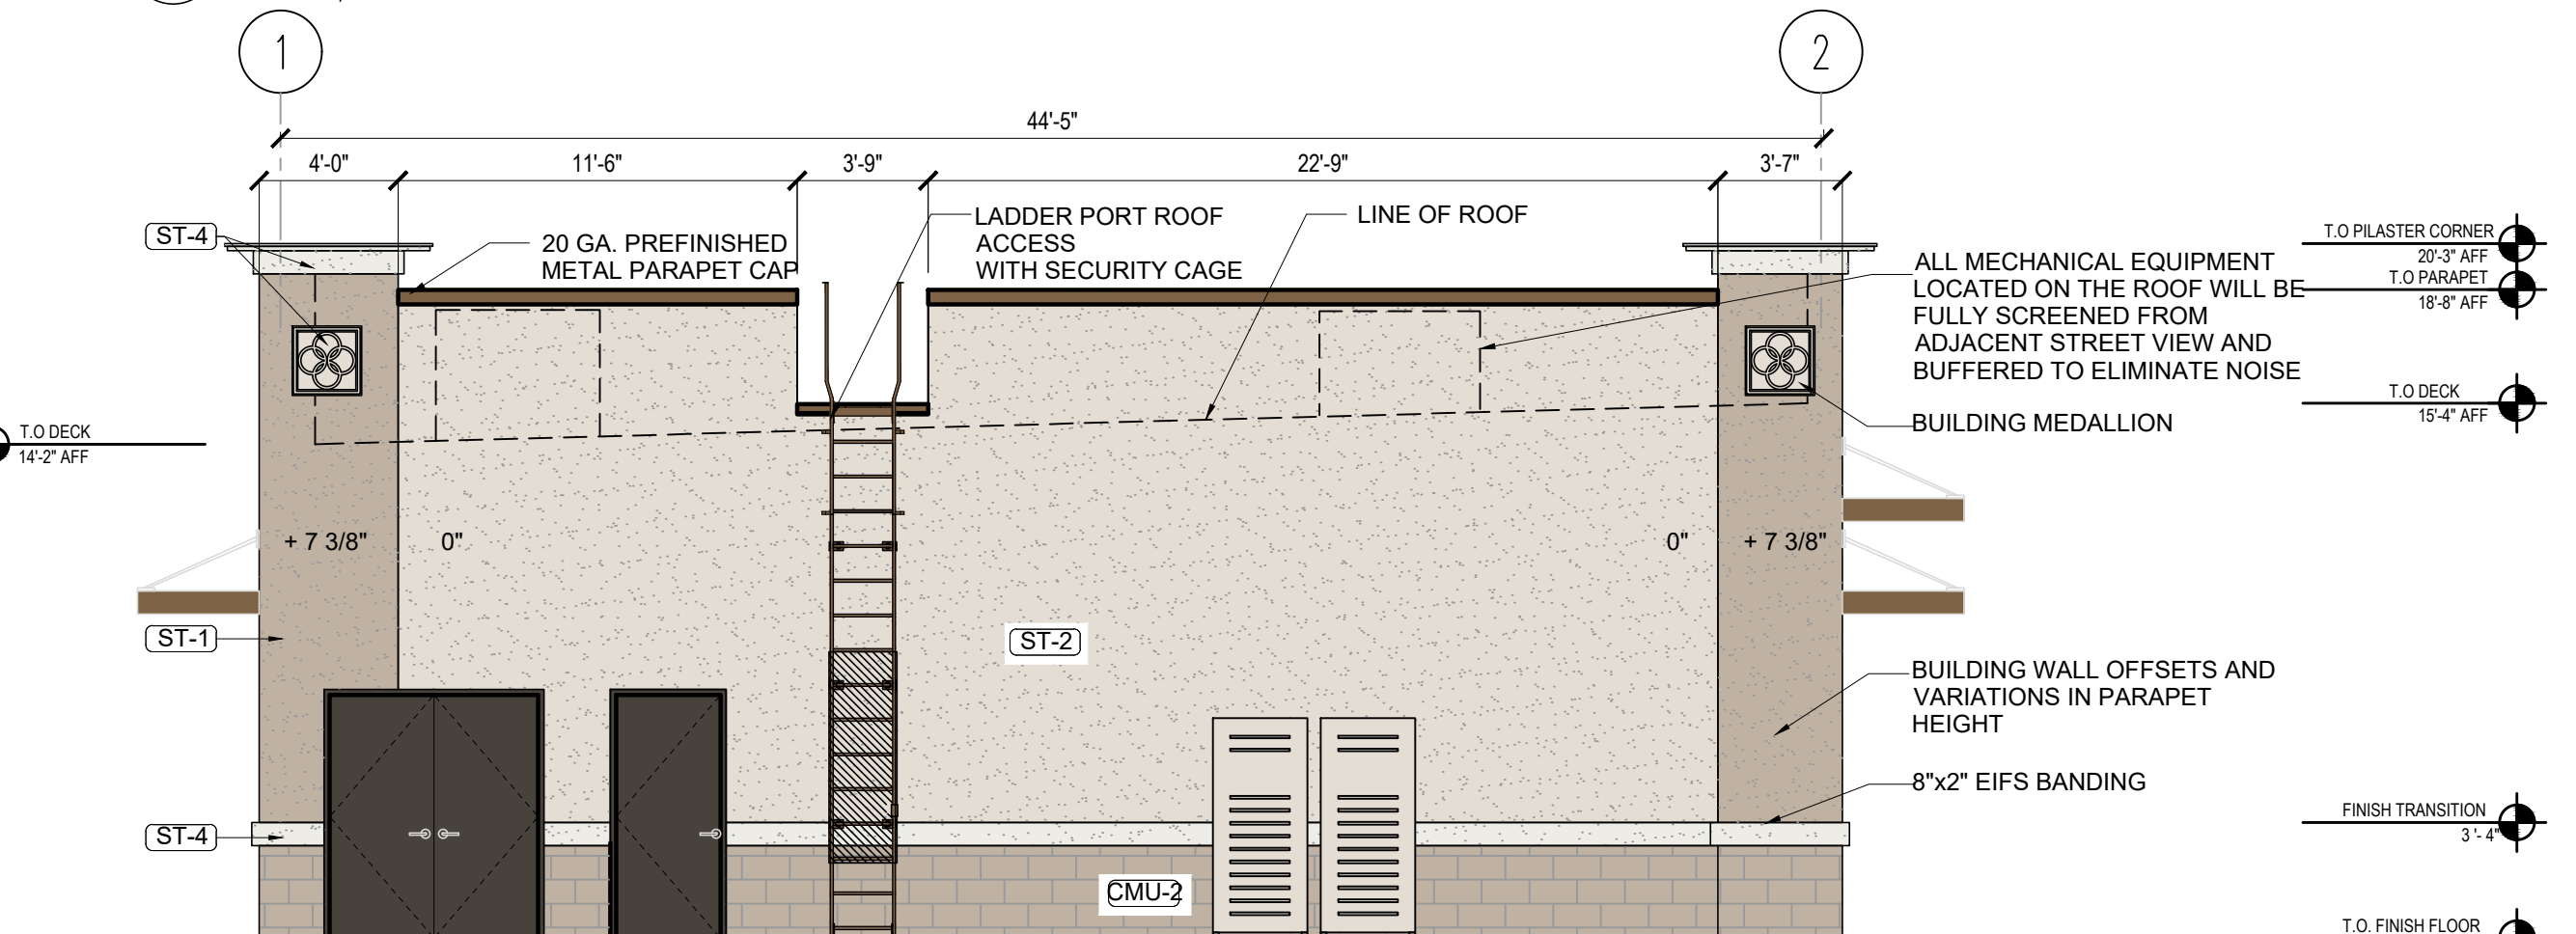 1
2
44'-5"
4'-0"
11'-6"
3'-9"
22'-9"
3'-7"
ST-4
20 GA. PREFINISHED
METAL PARAPET CAP
LADDER PORT ROOF
ACCESS
WITH SECURITY CAGE
LINE OF ROOF
ALL MECHANICAL EQUIPMENT
LOCATED ON THE ROOF WILL BE
FULLY SCREENED FROM
ADJACENT STREET VIEW AND
BUFFERED TO ELIMINATE NOISE
T.O PILASTER CORNER
20'-3" AFF
T.O PARAPET
18'-8" AFF
T.O DECK
15'-4" AFF
BUILDING MEDALLION
T.O DECK
14'-2" AFF
+ 7 3/8"
0"
0"
+ 7 3/8"
ST-1
ST-2
BUILDING WALL OFFSETS AND
VARIATIONS IN PARAPET
HEIGHT
8"x2" EIFS BANDING
FINISH TRANSITION
3 '- 4"
ST-4
CMU-2
T.O. FINISH FLOOR